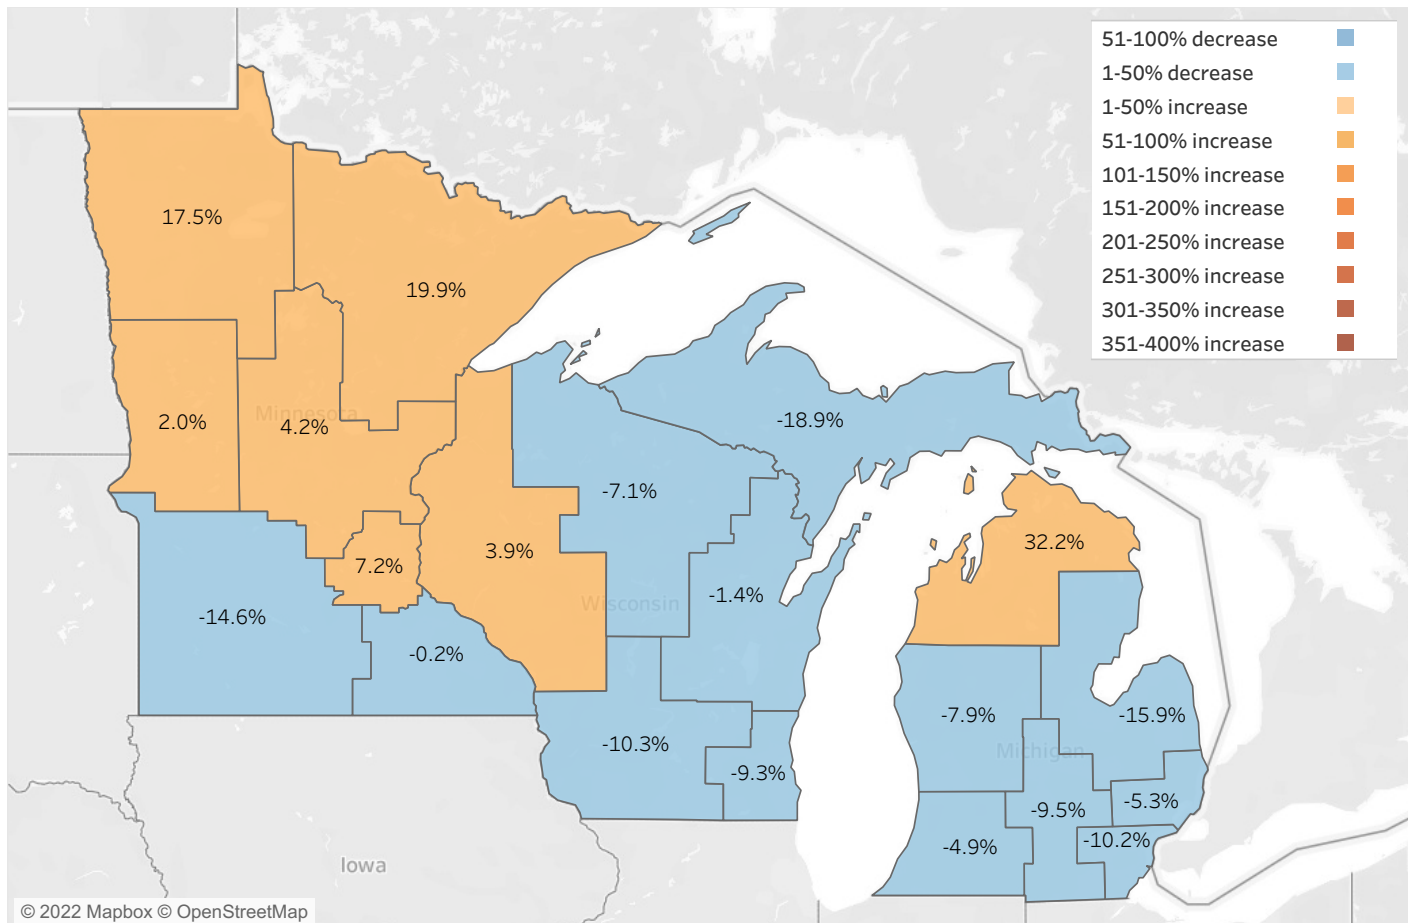 51-100% decrease
1-50% decrease
1-50% increase
51-100% increase
101-150% increase
151-200% increase
201-250% increase
251-300% increase
301-350% increase
351-400% increase
17.5%
19.9%
2.0%
Minnesota
4.2%
-18.9%
-7.1%
3.9%
32.2%
7.2%
-1.4%
Wisconsin
-14.6%
-0.2%
-7.9%
-15.9%
Michigan
-10.3%
-9.3%
-9.5%
-5.3%
-4.9%
-10.2%
Iowa
© 2022 Mapbox © OpenStreetMap